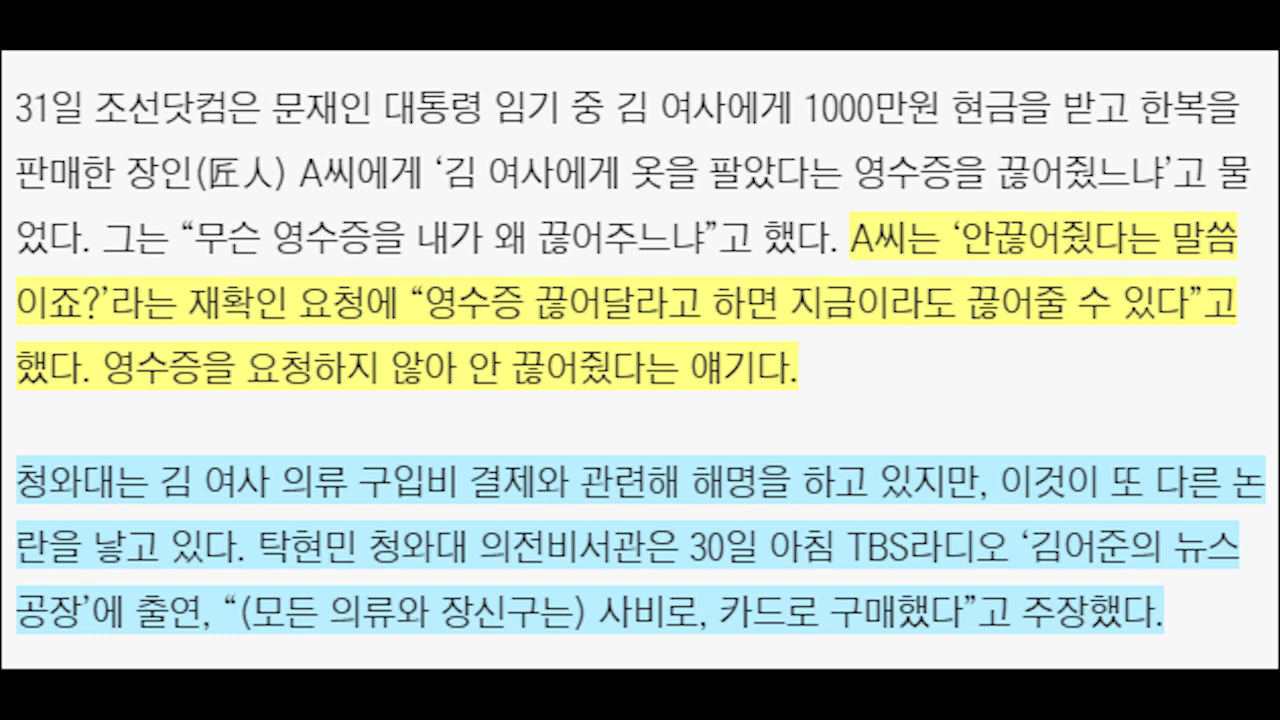 31일 조선닷컴은 문재인 대통령 임기 중 김 여사에게 1000만원 현금을 받고 한복을
판매한 장인(匠人) A씨에게 ‘김 여사에게 옷을 팔았다는 영수증을 끊어줬느냐’고 물
었다. 그는 “무슨 영수증을 내가 왜 끊어주느냐”고 했다. A씨는 ‘안끊어줬다는 말씀
이죠?’라는 재확인 요청에 “영수증 끊어달라고 하면 지금이라도 끊어줄 수 있다”고
했다. 영수증을 요청하지 않아 안 끊어줬다는 얘기다.
청와대는 김 여사 의류 구입비 결제와 관련해 해명을 하고 있지만, 이것이 또 다른 논
란을 낳고 있다. 탁현민 청와대 의전비서관은 30일 아침 TBS라디오 ‘김어준의 뉴스
공장’에 출연, “(모든 의류와 장신구는) 사비로, 카드로 구매했다”고 주장했다.